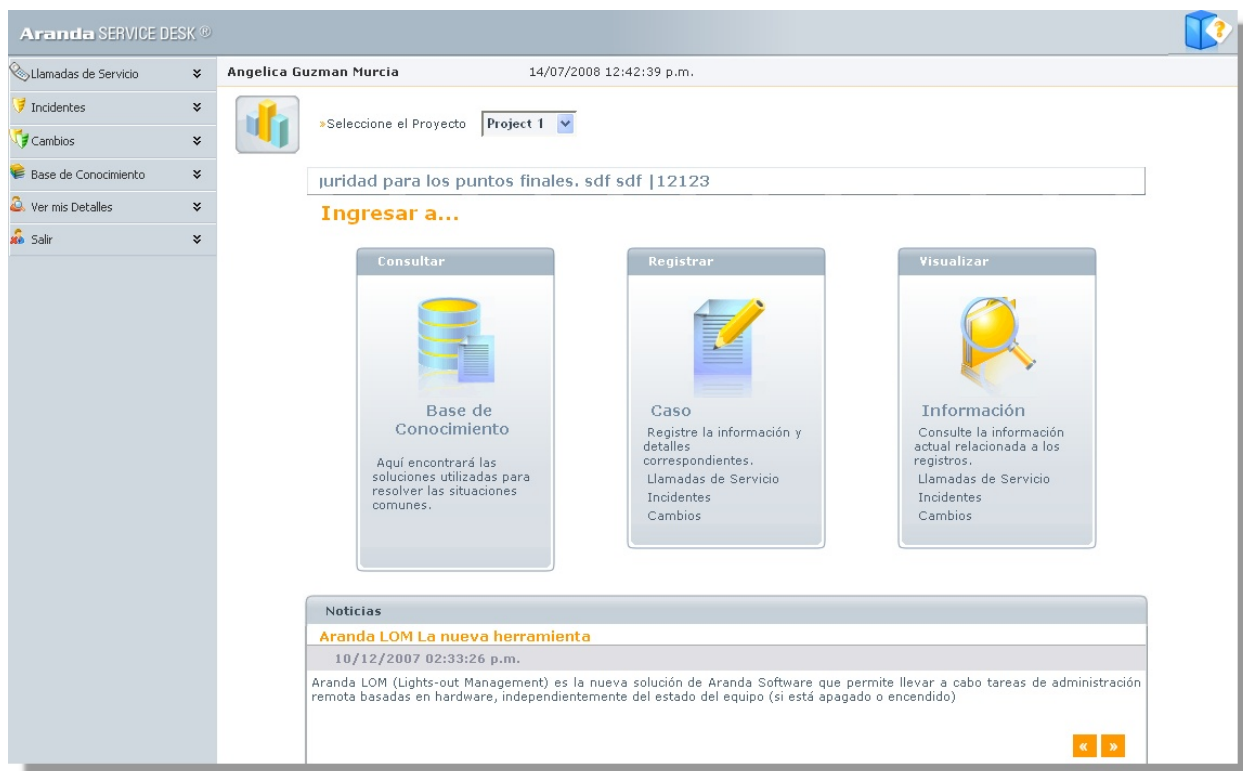 Aranda SERVICE DESK ®
Llamadas de Servicio
Incidentes
Cambios
Base de Conocimiento
Ver mis Detalles
Salir
Angelica Guzman Murcia 14/07/2008 12:42:39 p.m.
»Seleccione el Proyecto Project 1
uridad para los puntos finales. sdf sdf |12123
Ingresar a...
Consultar
Base de
Conocimiento
Aquí encontrará las
soluciones utilizadas para
resolver las situaciones
comunes.
Registrar
Caso
Registre la información y
detalles
correspondientes.
Llamadas de Servicio
Incidentes
Cambios
Visualizar
Información
Consulte la información
actual relacionada a los
registros.
Llamadas de Servicio
Incidentes
Cambios
Noticias
Aranda LOM La nueva herramienta
10/12/2007 02:33:26 p.m.
Aranda LOM (Lights-out Management) es la nueva solución de Aranda Software que permite llevar a cabo tareas de administración
remota basadas en hardware, independientemente del estado del equipo (si está apagado o encendido)
« »